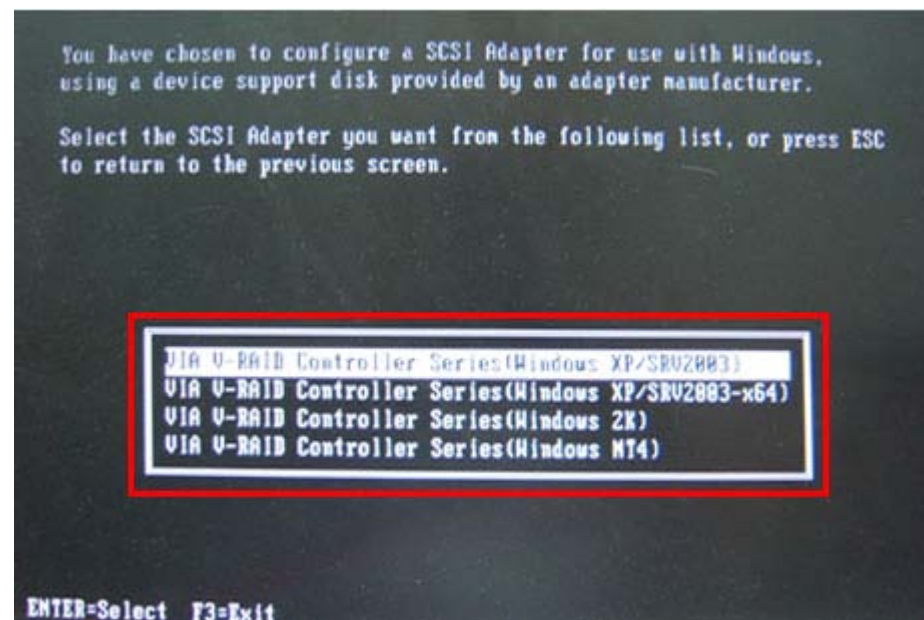 You have chosen to configure a SCSI Adapter for use with Windows,
using a device support disk provided by an adapter manufacturer.
Select the SCSI Adapter you want from the following list, or press ESC
to return to the previous screen.
VIA V-RAID Controller Series(Windows XP/SRV2003)
VIA V-RAID Controller Series(Windows XP/SRV2003-x64)
VIA V-RAID Controller Series(Windows 2K)
VIA V-RAID Controller Series(Windows NT4)
ENTER=Select F3=Exit